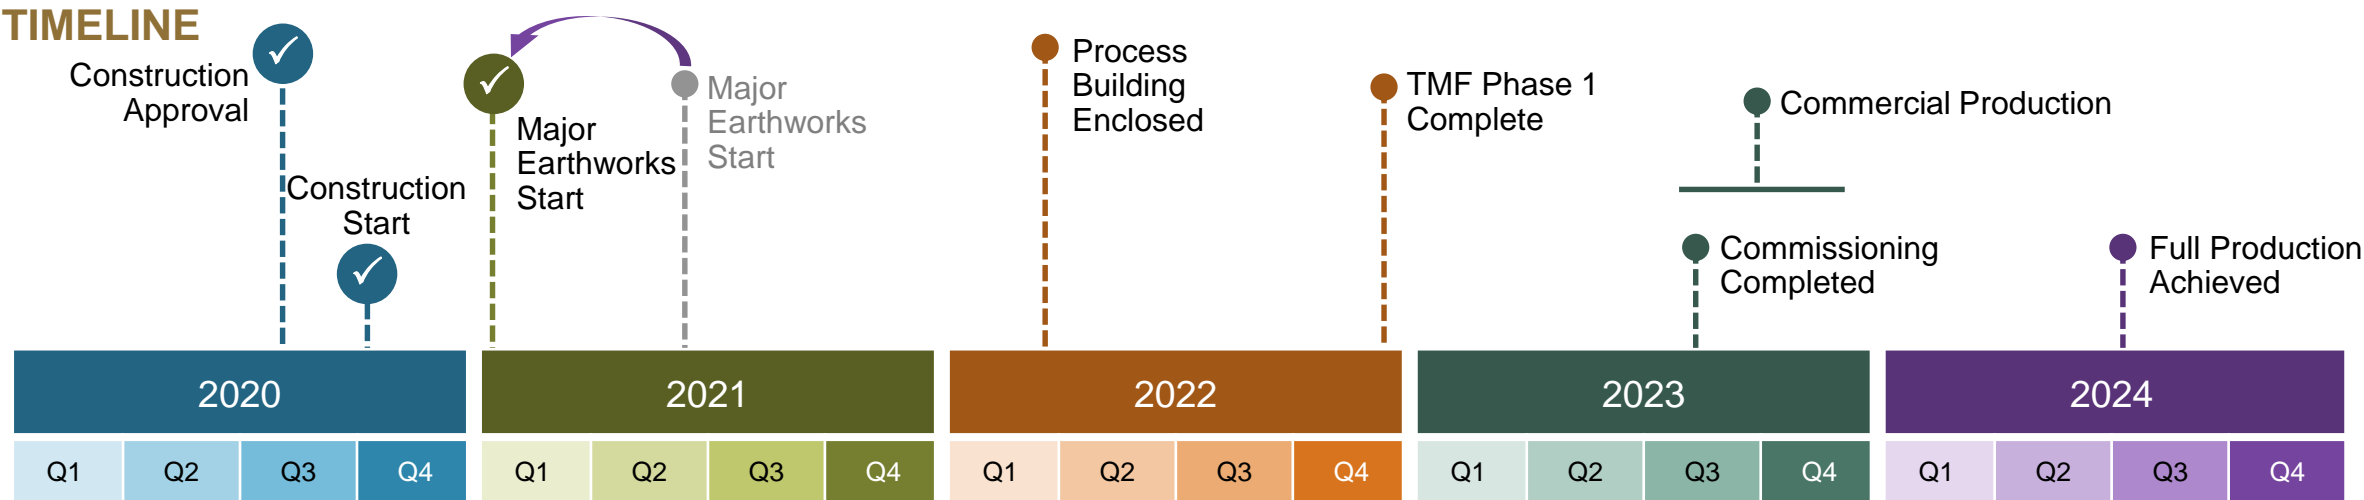 TIMELINE
Construction
Approval
Construction
Start
Major
Earthworks
Start
Major
Earthworks
Start
Process
Building
Enclosed
TMF Phase 1
Complete
Commercial Production
Commissioning
Completed
Full Production
Achieved
2020 2021 2022 2023 2024
Q1 Q2 Q3 Q4 Q1 Q2 Q3 Q4 Q1 Q2 Q3 Q4 Q1 Q2 Q3 Q4 Q1 Q2 Q3 Q4